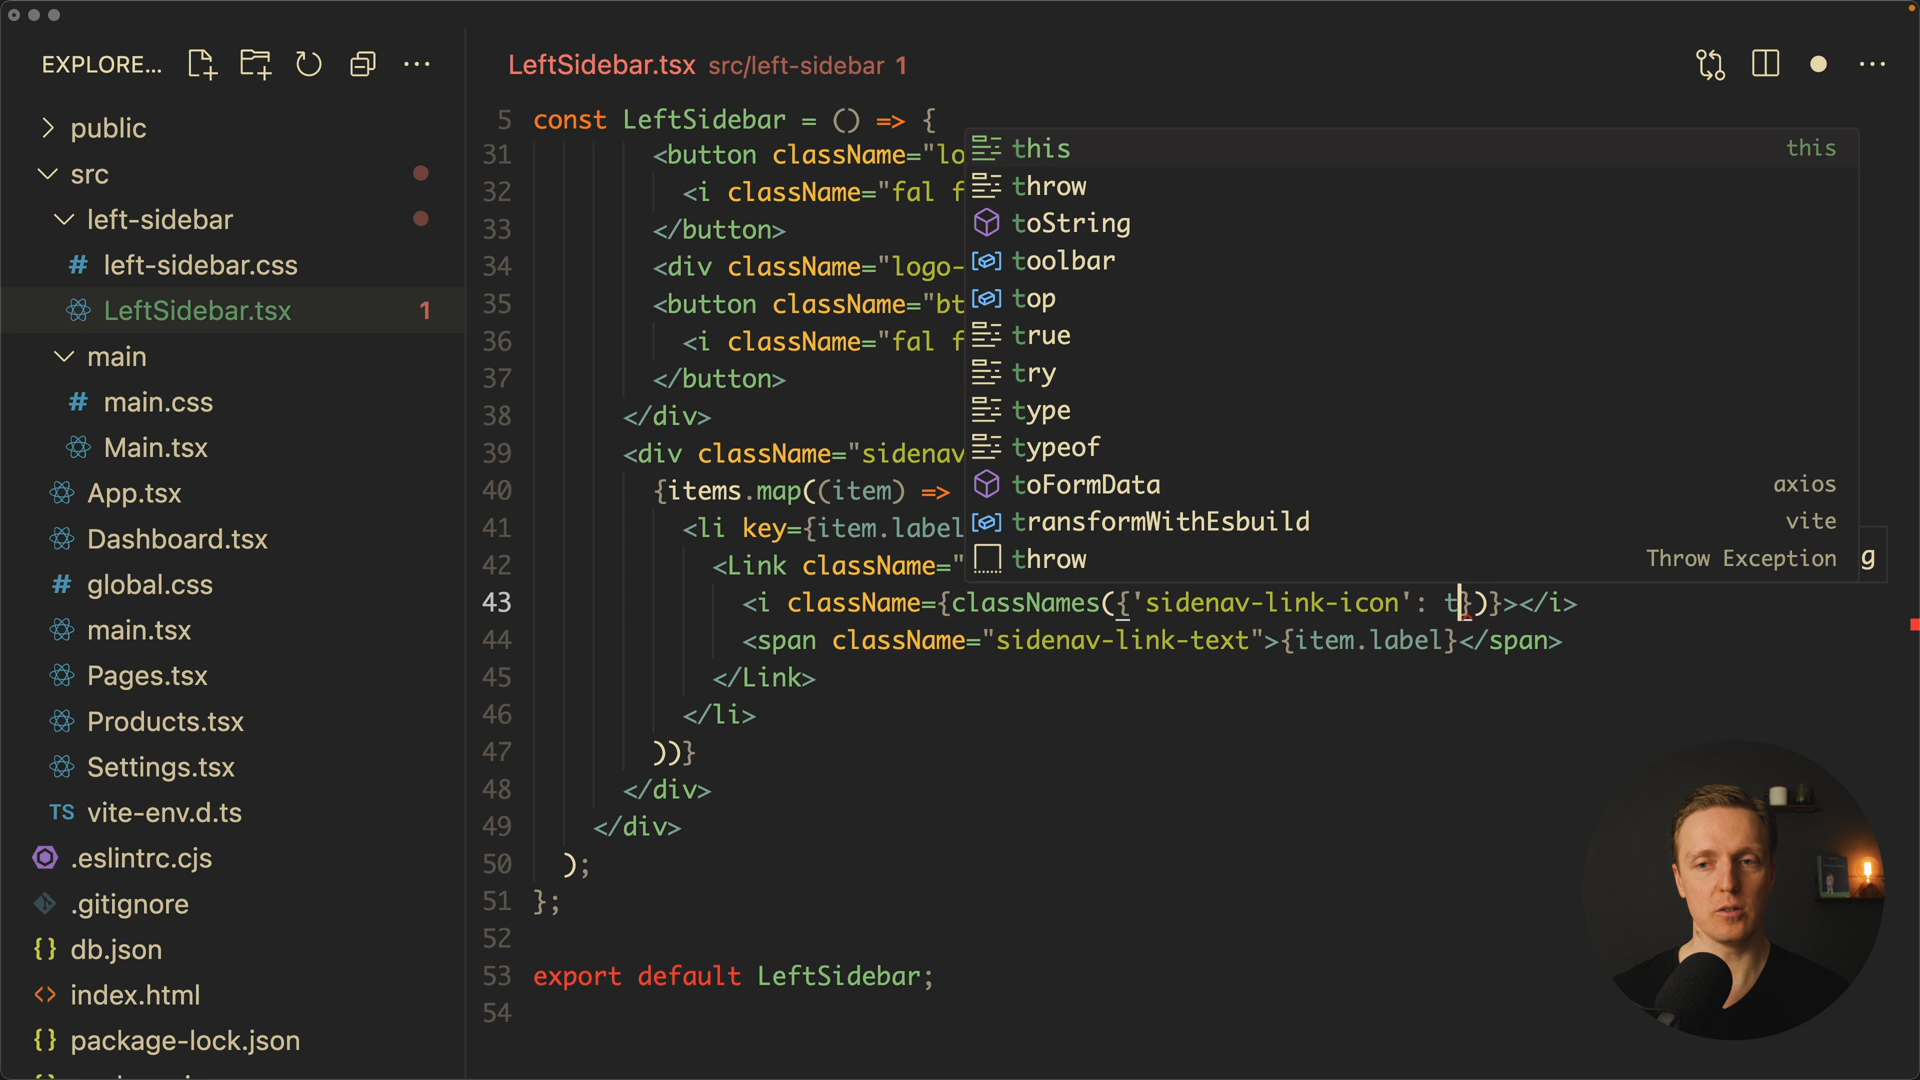 EXPLORE...
public
src
left-sidebar
# left-sidebar.css
LeftSidebar.tsx 1
main
# main.css
Main.tsx
App.tsx
Dashboard.tsx
# global.css
main.tsx
Pages.tsx
Products.tsx
Settings.tsx
TS vite-env.d.ts
.eslintrc.cjs
.gitignore
{} db.json
<> index.html
{} package-lock.json
LeftSidebar.tsx src/left-sidebar 1
5 const LeftSidebar = () => {
31 <button className="lo
32 <i className="fal f
33 </button>
34 <div className="logo-
35 <button className="bt
36 <i className="fal f
37 </button>
38 </div>
39 <div className="sidenav
40 {items.map((item) =>
41 <li key={item.label
42 <Link className="
43 <i className={classNames({'sidenav-link-icon': t})}></i>
44 <span className="sidenav-link-text">{item.label}</span>
45 </Link>
46 </li>
47 ))}
48 </div>
49 </div>
50 );
51 };
52
53 export default LeftSidebar;
54
this this
throw
toString
toolbar
top
true
try
type
typeof
toFormData axios
transformWithEsbuild vite
throw Throw Exception
g